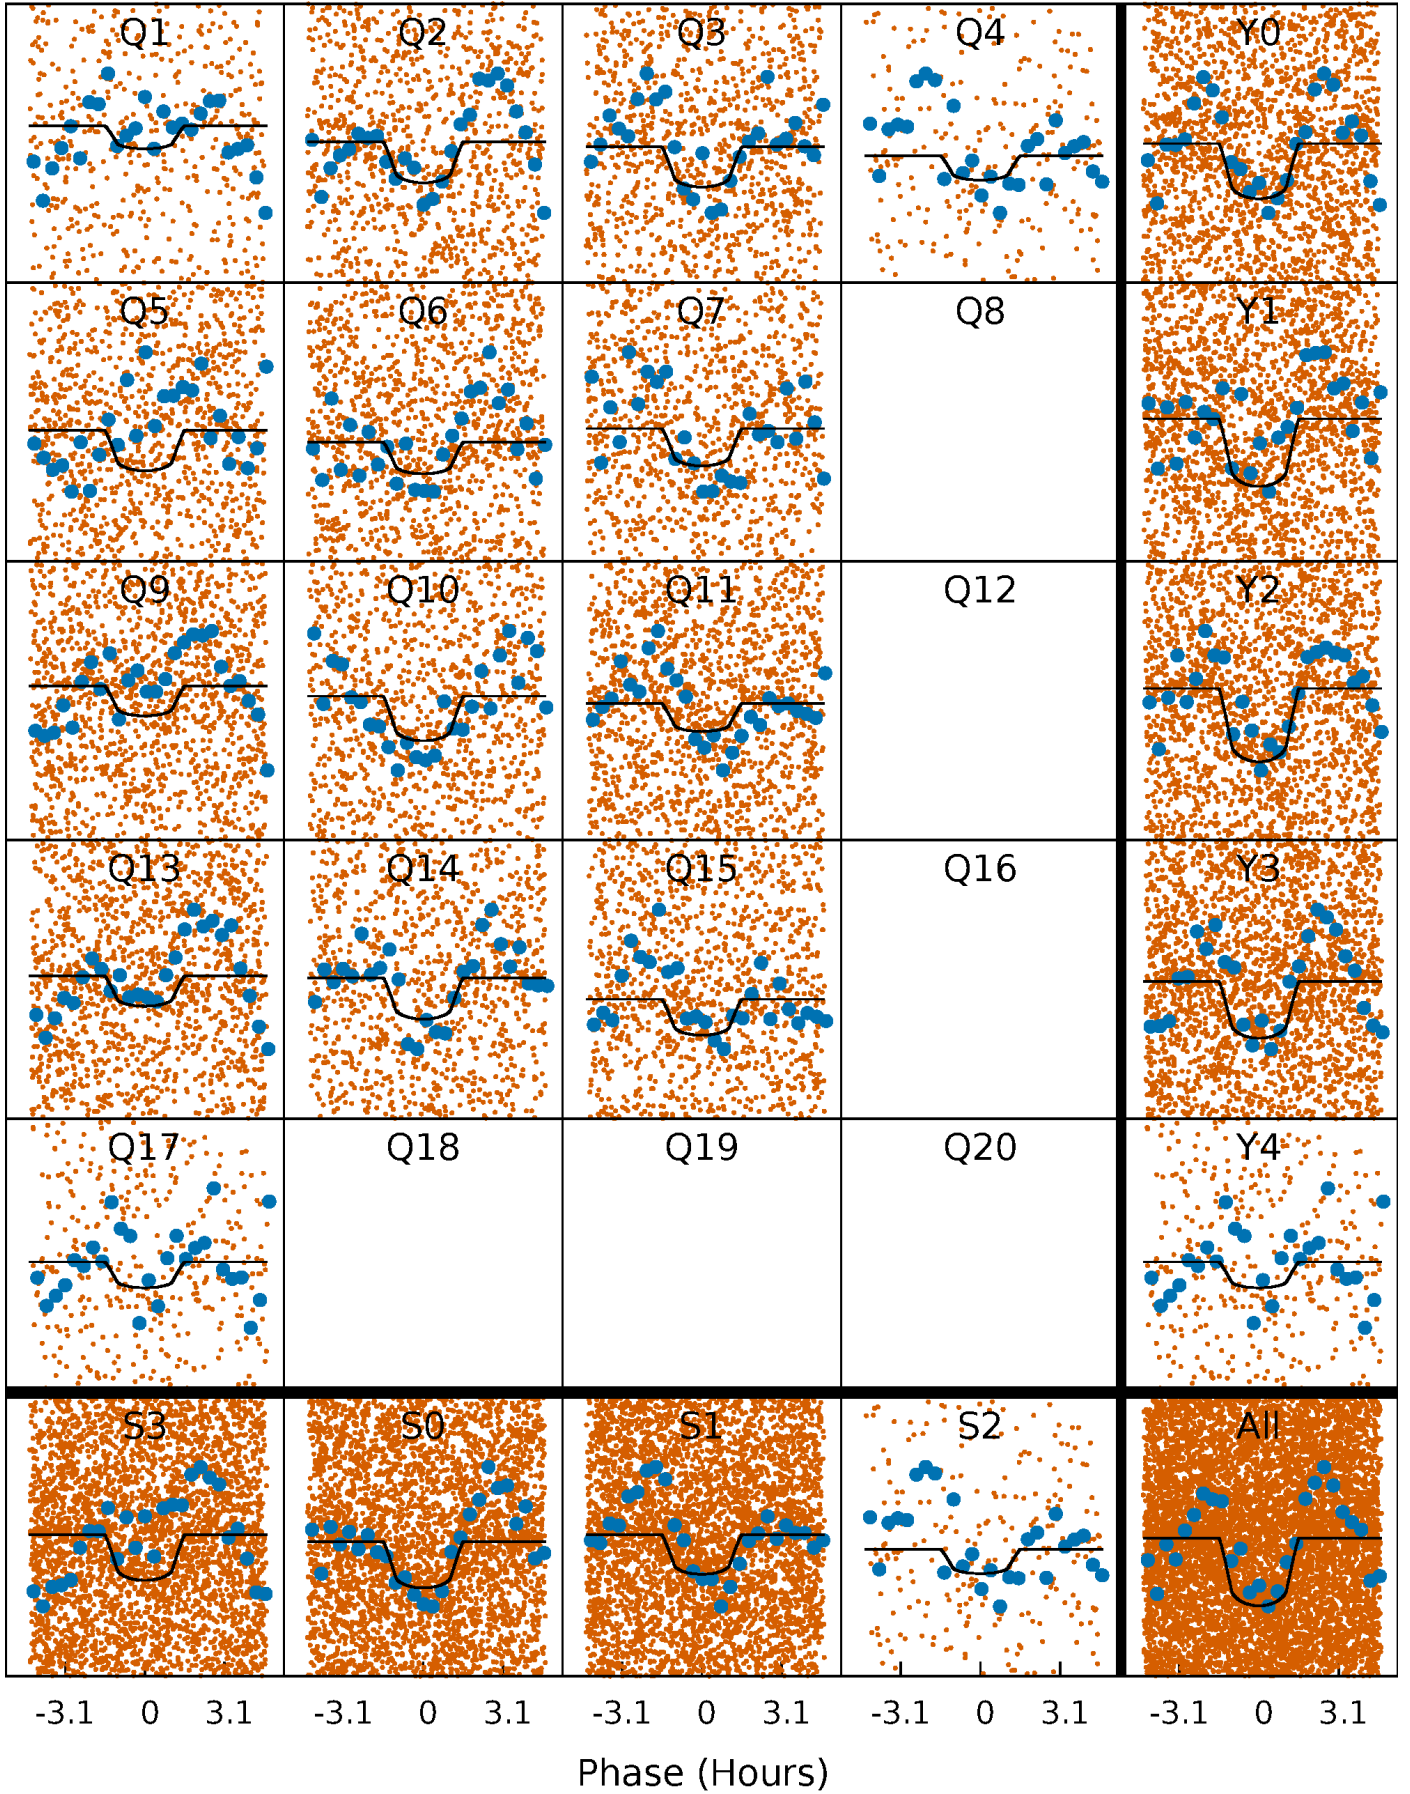 Q1 Q2 Q3 Q4 Y0
Q5 Q6 Q7 Q8 Y1
Q9 Q10 Q11 Q12 Y2
Q13 Q14 Q15 Q16 Y3
Q17 Q18 Q19 Q20 Y4
S3 S0 S1 S2 All
-3.1 0 3.1 -3.1 0 3.1 -3.1 0 3.1 -3.1 0 3.1 -3.1 0 3.1
Phase (Hours)